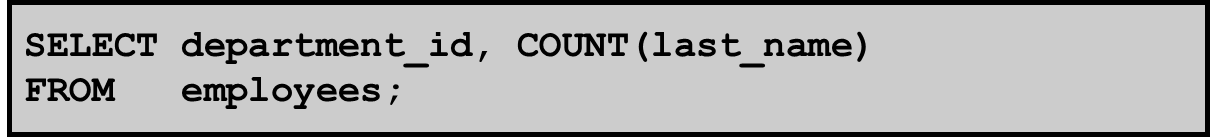 SELECT department_id, COUNT(last_name)
FROM   employees;